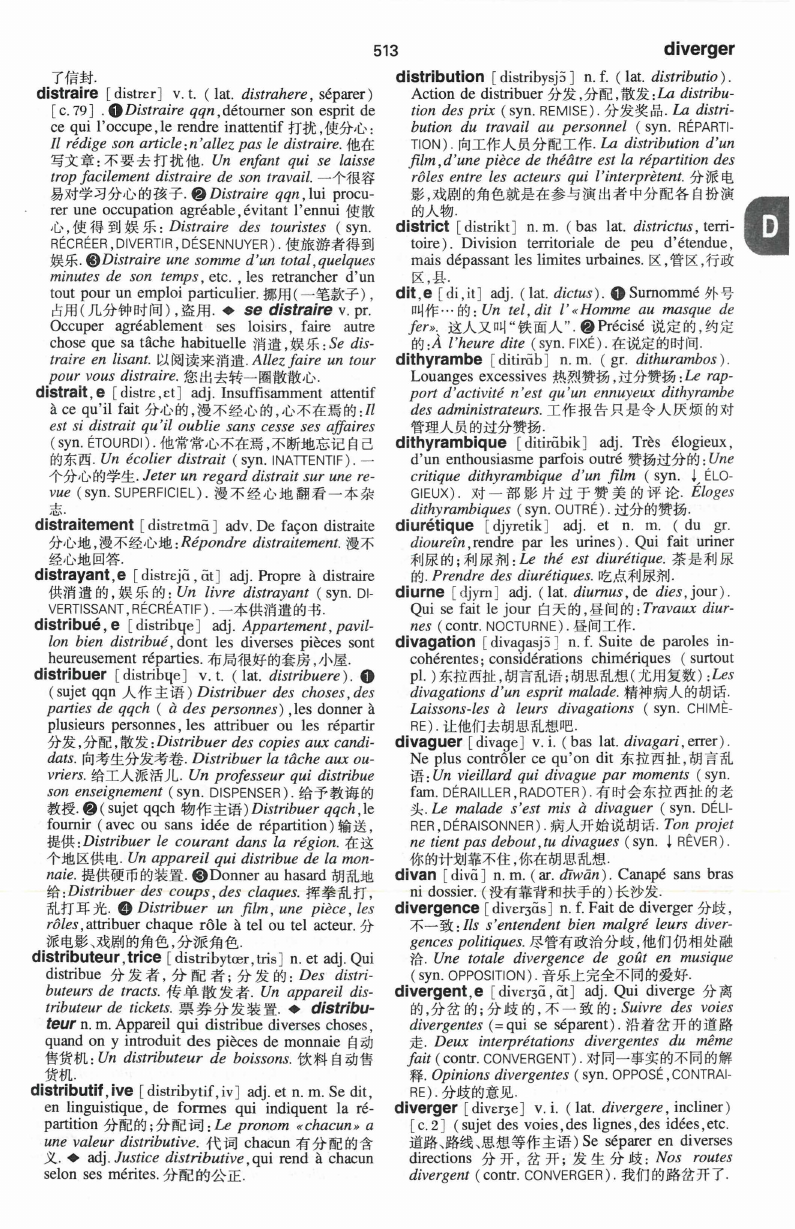 513
diverger
了信封.
distraire [distrɛr] v. t. ( lat. distrahere, séparer)
[c. 79] . ❶Distraire qqn,détourner son esprit de
ce qui l'occupe,le rendre inattentif 打扰,使分心:
Il rédige son article;n'allez pas le distraire. 他在
写文章;不要去打扰他. Un enfant qui se laisse
trop facilement distraire de son travail. 一个很容
易对学习分心的孩子. ❷ Distraire qqn, lui procu-
rer une occupation agréable,évitant l'ennui 使散
心,使得到娱乐: Distraire des touristes ( syn.
RÉCRÉER,DIVERTIR,DÉSENNUYER). 使旅游者得到
娱乐. ❸Distraire une somme d'un total,quelques
minutes de son temps, etc. , les retrancher d'un
tout pour un emploi particulier. 挪用(一笔款子),
占用(几分钟时间),盗用. ◆ se distraire v. pr.
Occuper agréablement ses loisirs, faire autre
chose que sa tâche habituelle 消遣,娱乐:Se dis-
traire en lisant. 以阅读来消遣. Allez faire un tour
pour vous distraire. 您出去转一圈散散心.
distrait, e [distrɛ,ɛt] adj. Insuffisamment attentif
à ce qu'il fait 分心的,漫不经心的,心不在焉的:Il
est si distrait qu'il oublie sans cesse ses affaires
(syn. ÉTOURDI). 他常常心不在焉,不断地忘记自己
的东西. Un écolier distrait ( syn. INATTENTIF). 一
个分心的学生. Jeter un regard distrait sur une re-
vue (syn. SUPERFICIEL). 漫不经心地翻看一本杂
志.
distraitement [distrɛtmɑ̃] adv. De façon distraite
分心地,漫不经心地:Répondre distraitement. 漫不
经心地回答.
distrayant,e [distrɛjɑ̃, ɑ̃t] adj. Propre à distraire
供消遣的,娱乐的: Un livre distrayant ( syn. DI-
VERTISSANT,RÉCRÉATIF). 一本供消遣的书.
distribué, e [distribɥe] adj. Appartement, pavil-
lon bien distribué, dont les diverses pièces sont
heureusement réparties. 布局很好的套房,小屋.
distribuer [distribɥe] v. t. ( lat. distribuere). ❶
(sujet qqn 人作主语) Distribuer des choses,des
parties de qqch ( à des personnes) ,les donner à
plusieurs personnes, les attribuer ou les répartir
分发,分配,散发:Distribuer des copies aux candi-
dats. 向考生分发考卷. Distribuer la tâche aux ou-
vriers. 给工人派活儿. Un professeur qui distribue
son enseignement (syn. DISPENSER). 给予教诲的
教授. ❷(sujet qqch 物作主语)Distribuer qqch,le
fournir (avec ou sans idée de répartition) 输送,
提供:Distribuer le courant dans la région. 在这
个地区供电. Un appareil qui distribue de la mon-
naie. 提供硬币的装置. ❸Donner au hasard 胡乱地
给:Distribuer des coups,des claques. 挥拳乱打,
乱打耳光. ❹ Distribuer un film, une pièce, les
rôles,attribuer chaque rôle à tel ou tel acteur. 分
派电影、戏剧的角色,分派角色.
distributeur,trice [distribytœr,tris] n. et adj. Qui
distribue 分发者,分配者;分发的: Des distri-
buteurs de tracts. 传单散发者. Un appareil dis-
tributeur de tickets. 票券分发装置. ◆ distribu-
teur n. m. Appareil qui distribue diverses choses,
quand on y introduit des pièces de monnaie 自动
售货机:Un distributeur de boissons. 饮料自动售
货机.
distributif,ive [distribytif,iv] adj. et n. m. Se dit,
en linguistique, de formes qui indiquent la ré-
partition 分配的;分配词: Le pronom «chacun» a
une valeur distributive. 代词 chacun 有分配的含
义. ◆ adj. Justice distributive,qui rend à chacun
selon ses mérites. 分配的公正.
distribution [distribysjɔ̃] n. f. ( lat. distributio).
Action de distribuer 分发,分配,散发:La distribu-
tion des prix (syn. REMISE). 分发奖品. La distri-
bution du travail au personnel ( syn. RÉPARTI-
TION). 向工作人员分配工作. La distribution d'un
film,d'une pièce de théâtre est la répartition des
rôles entre les acteurs qui l'interprètent. 分派电
影,戏剧的角色就是在参与演出者中分配各自扮演
的人物.
district [distrikt] n. m. ( bas lat. districtus, terri-
toire). Division territoriale de peu d'étendue,
mais dépassant les limites urbaines. 区,管区,行政
区,县.
D
dit,e [di,it] adj. (lat. dictus). ❶ Surnommé 外号
叫作…的: Un tel, dit l'«Homme au masque de
fer». 这人又叫“铁面人”. ❷Précisé 说定的,约定
的:À l'heure dite (syn. FIXÉ). 在说定的时间.
dithyrambe [ditirɑ̃b] n. m. ( gr. dithurambos).
Louanges excessives 热烈赞扬,过分赞扬:Le rap-
port d'activité n'est qu'un ennuyeux dithyrambe
des administrateurs. 工作报告只是令人厌烦的对
管理人员的过分赞扬.
dithyrambique [ditirɑ̃bik] adj. Très élogieux,
d'un enthousiasme parfois outré 赞扬过分的:Une
critique dithyrambique d'un film ( syn. ↓ ÉLO-
GIEUX). 对一部影片过于赞美的评论. Éloges
dithyrambiques (syn. OUTRÉ). 过分的赞扬.
diurétique [djyretik] adj. et n. m. ( du gr.
dioureîn,rendre par les urines). Qui fait uriner
利尿的;利尿剂:Le thé est diurétique. 茶是利尿
的. Prendre des diurétiques. 吃点利尿剂.
diurne [djyrn] adj. (lat. diurnus, de dies, jour).
Qui se fait le jour 白天的,昼间的:Travaux diur-
nes (contr. NOCTURNE). 昼间工作.
divagation [divagasjɔ̃] n. f. Suite de paroles in-
cohérentes; considérations chimériques ( surtout
pl. )东拉西扯,胡言乱语;胡思乱想(尤用复数):Les
divagations d'un esprit malade. 精神病人的胡话.
Laissons-les à leurs divagations ( syn. CHIMÈ-
RE). 让他们去胡思乱想吧.
divaguer [divage] v. i. (bas lat. divagari, errer).
Ne plus contrôler ce qu'on dit 东拉西扯,胡言乱
语:Un vieillard qui divague par moments (syn.
fam. DÉRAILLER,RADOTER). 有时会东拉西扯的老
头. Le malade s'est mis à divaguer ( syn. DÉLI-
RER,DÉRAISONNER). 病人开始说胡话. Ton projet
ne tient pas debout,tu divagues (syn. ↓ RÊVER).
你的计划靠不住,你在胡思乱想.
divan [divɑ̃] n. m. (ar. dīwān). Canapé sans bras
ni dossier. (没有靠背和扶手的)长沙发.
divergence [divɛrʒɑ̃s] n. f. Fait de diverger 分歧,
不一致:Ils s'entendent bien malgré leurs diver-
gences politiques. 尽管有政治分歧,他们仍相处融
洽. Une totale divergence de goût en musique
(syn. OPPOSITION). 音乐上完全不同的爱好.
divergent,e [divɛrʒɑ̃,ɑ̃t] adj. Qui diverge 分离
的,分岔的;分歧的,不一致的: Suivre des voies
divergentes (= qui se séparent). 沿着岔开的道路
走. Deux interprétations divergentes du même
fait (contr. CONVERGENT). 对同一事实的不同的解
释. Opinions divergentes (syn. OPPOSÉ,CONTRAI-
RE). 分歧的意见.
diverger [divɛrʒe] v. i. ( lat. divergere, incliner)
[c. 2] (sujet des voies,des lignes,des idées,etc.
道路、路线、思想等作主语) Se séparer en diverses
directions 分开,岔开;发生分歧: Nos routes
divergent (contr. CONVERGER). 我们的路岔开了.